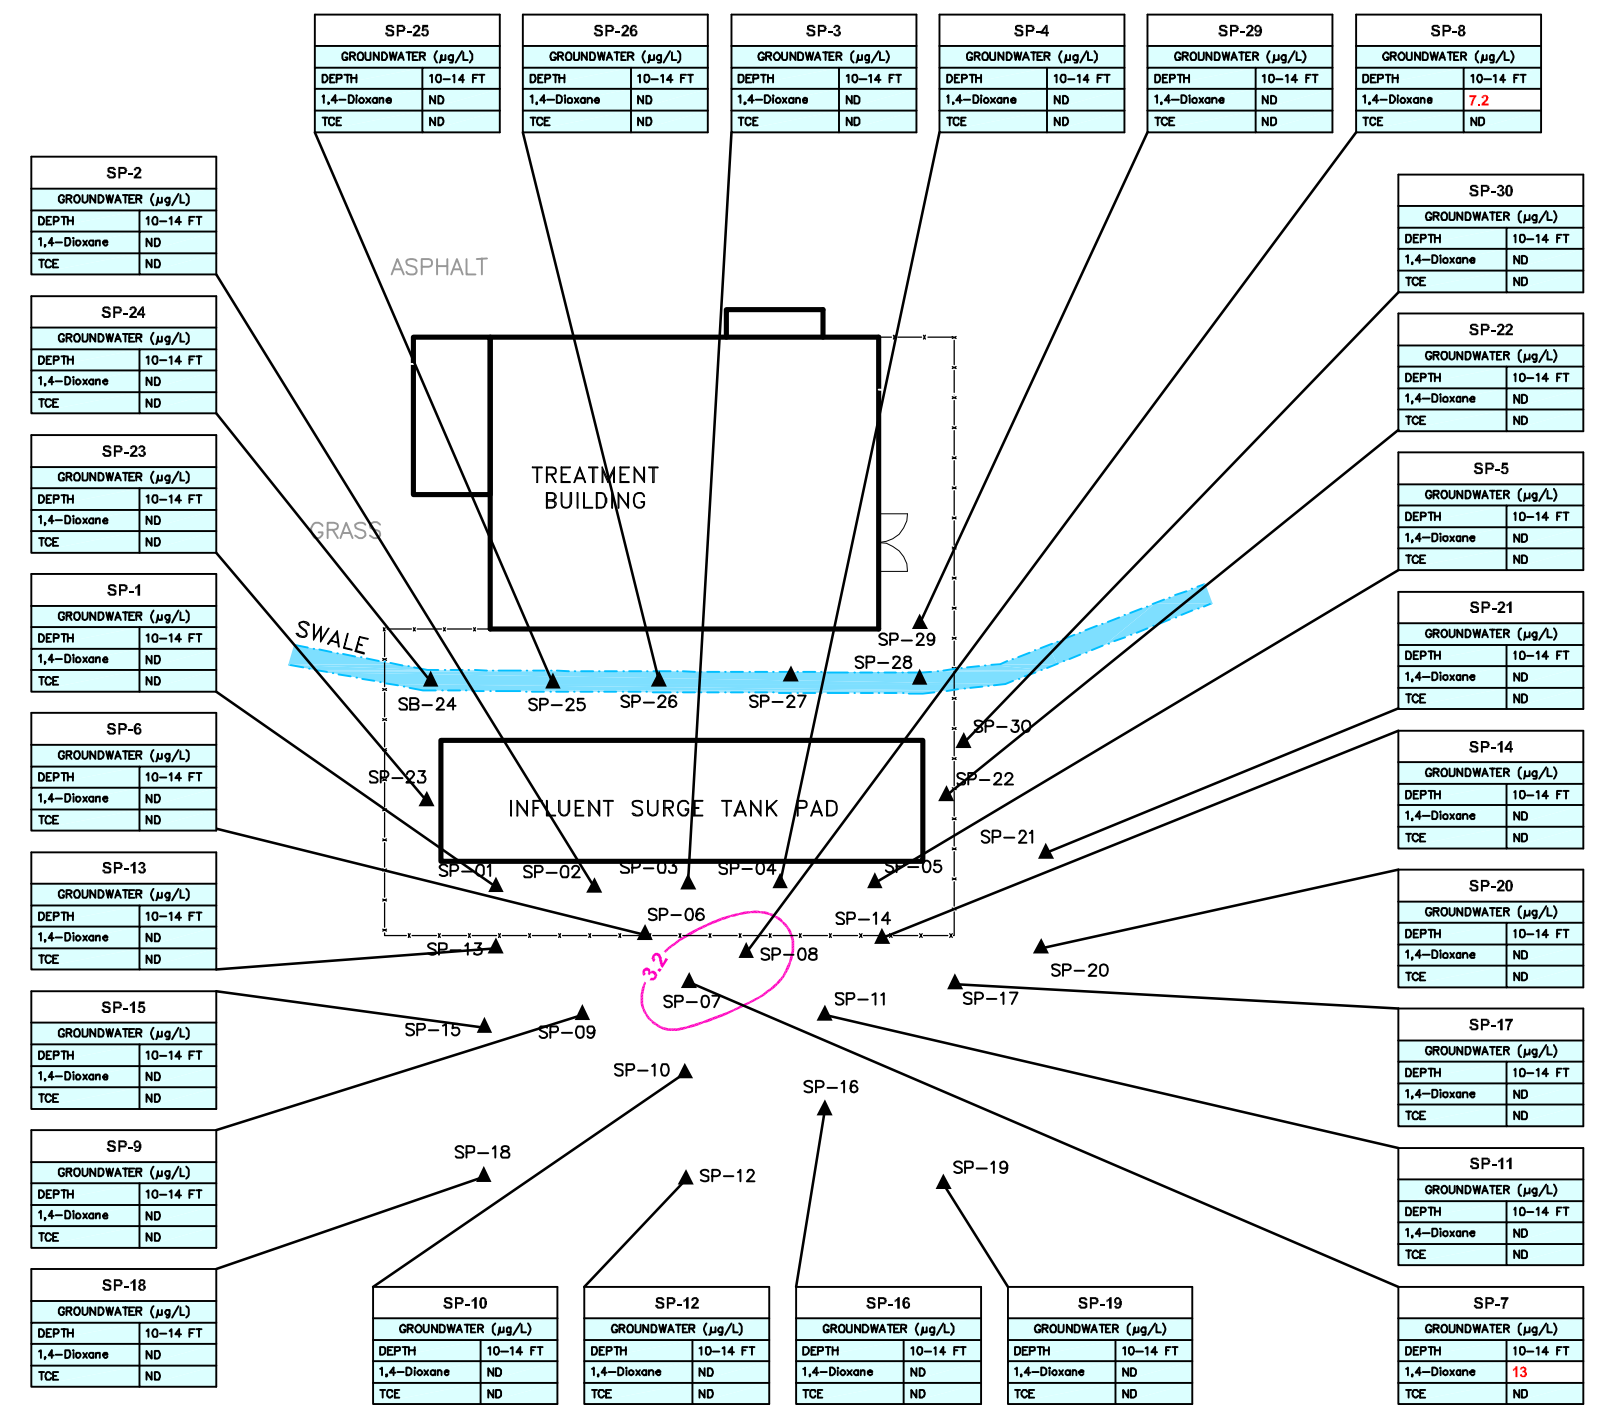 SP-25
GROUNDWATER (µg/L)
DEPTH 10-14 FT
1,4-Dioxane ND
TCE ND
SP-26
GROUNDWATER (µg/L)
DEPTH 10-14 FT
1,4-Dioxane ND
TCE ND
SP-3
GROUNDWATER (µg/L)
DEPTH 10-14 FT
1,4-Dioxane ND
TCE ND
SP-4
GROUNDWATER (µg/L)
DEPTH 10-14 FT
1,4-Dioxane ND
TCE ND
SP-29
GROUNDWATER (µg/L)
DEPTH 10-14 FT
1,4-Dioxane ND
TCE ND
SP-8
GROUNDWATER (µg/L)
DEPTH 10-14 FT
1,4-Dioxane 7.2
TCE ND
SP-2
GROUNDWATER (µg/L)
DEPTH 10-14 FT
1,4-Dioxane ND
TCE ND
SP-24
GROUNDWATER (µg/L)
DEPTH 10-14 FT
1,4-Dioxane ND
TCE ND
SP-23
GROUNDWATER (µg/L)
DEPTH 10-14 FT
1,4-Dioxane ND
TCE ND
SP-1
GROUNDWATER (µg/L)
DEPTH 10-14 FT
1,4-Dioxane ND
TCE ND
SP-6
GROUNDWATER (µg/L)
DEPTH 10-14 FT
1,4-Dioxane ND
TCE ND
SP-13
GROUNDWATER (µg/L)
DEPTH 10-14 FT
1,4-Dioxane ND
TCE ND
SP-15
GROUNDWATER (µg/L)
DEPTH 10-14 FT
1,4-Dioxane ND
TCE ND
SP-9
GROUNDWATER (µg/L)
DEPTH 10-14 FT
1,4-Dioxane ND
TCE ND
SP-18
GROUNDWATER (µg/L)
DEPTH 10-14 FT
1,4-Dioxane ND
TCE ND
ASPHALT
TREATMENT
BUILDING
GRASS
SWALE
SP-29
SP-28
SB-24
SP-25
SP-26
SP-27
SP-30
SP-23
SP-22
INFLUENT SURGE TANK PAD
SP-21
SP-01
SP-02
SP-03
SP-04
SP-05
SP-06
SP-14
SP-13
3.2
SP-08
SP-20
SP-07
SP-17
SP-15
SP-09
SP-11
SP-10
SP-16
SP-18
SP-12
SP-19
SP-30
GROUNDWATER (µg/L)
DEPTH 10-14 FT
1,4-Dioxane ND
TCE ND
SP-22
GROUNDWATER (µg/L)
DEPTH 10-14 FT
1,4-Dioxane ND
TCE ND
SP-5
GROUNDWATER (µg/L)
DEPTH 10-14 FT
1,4-Dioxane ND
TCE ND
SP-21
GROUNDWATER (µg/L)
DEPTH 10-14 FT
1,4-Dioxane ND
TCE ND
SP-14
GROUNDWATER (µg/L)
DEPTH 10-14 FT
1,4-Dioxane ND
TCE ND
SP-20
GROUNDWATER (µg/L)
DEPTH 10-14 FT
1,4-Dioxane ND
TCE ND
SP-17
GROUNDWATER (µg/L)
DEPTH 10-14 FT
1,4-Dioxane ND
TCE ND
SP-11
GROUNDWATER (µg/L)
DEPTH 10-14 FT
1,4-Dioxane ND
TCE ND
SP-10
GROUNDWATER (µg/L)
DEPTH 10-14 FT
1,4-Dioxane ND
TCE ND
SP-12
GROUNDWATER (µg/L)
DEPTH 10-14 FT
1,4-Dioxane ND
TCE ND
SP-16
GROUNDWATER (µg/L)
DEPTH 10-14 FT
1,4-Dioxane ND
TCE ND
SP-19
GROUNDWATER (µg/L)
DEPTH 10-14 FT
1,4-Dioxane ND
TCE ND
SP-7
GROUNDWATER (µg/L)
DEPTH 10-14 FT
1,4-Dioxane 13
TCE ND